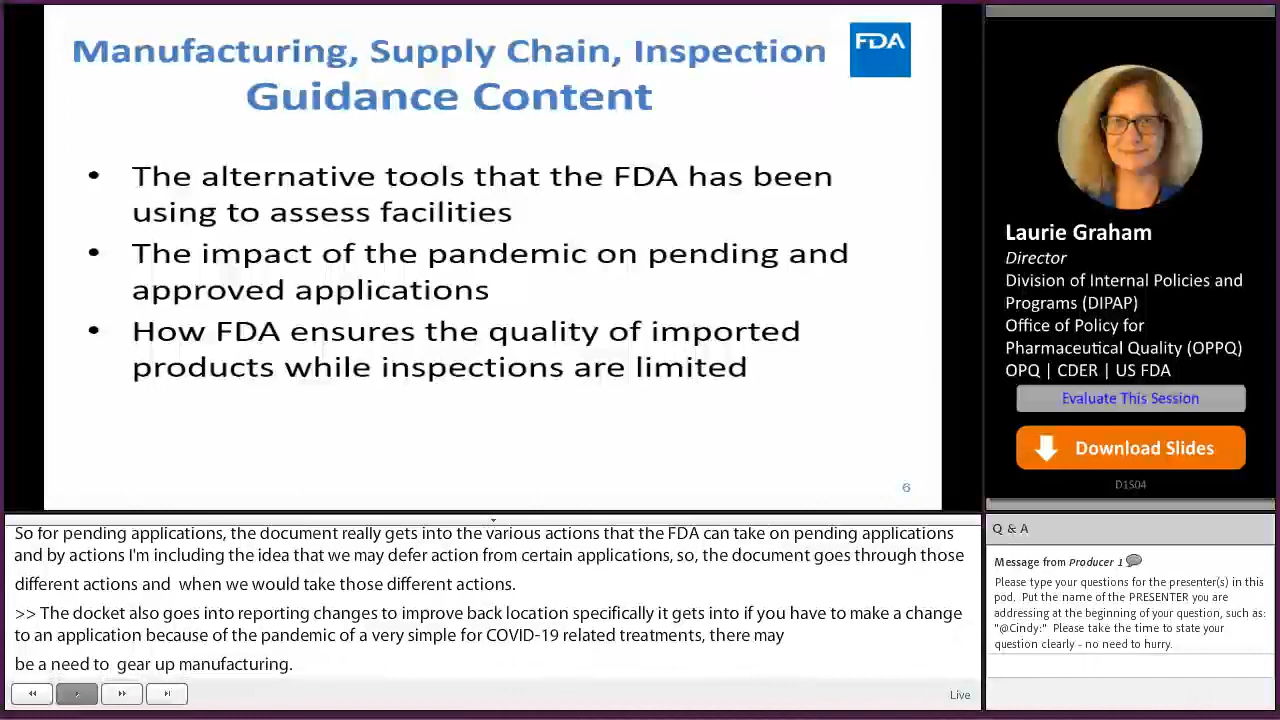 Manufacturing, Supply Chain, Inspection
Guidance Content
FDA
• The alternative tools that the FDA has been
using to assess facilities
• The impact of the pandemic on pending and
approved applications
• How FDA ensures the quality of imported
products while inspections are limited
6
Laurie Graham
Director
Division of Internal Policies and
Programs (DIPAP)
Office of Policy for
Pharmaceutical Quality (OPPQ)
OPQ | CDER | US FDA
Evaluate This Session
Download Slides
D1S04
So for pending applications, the document really gets into the various actions that the FDA can take on pending applications
and by actions I'm including the idea that we may defer action from certain applications, so, the document goes through those
different actions and when we would take those different actions.
>> The docket also goes into reporting changes to improve back location specifically it gets into if you have to make a change
to an application because of the pandemic of a very simple for COVID-19 related treatments, there may
be a need to gear up manufacturing.
Live
Q & A
Message from Producer 1
Please type your questions for the presenter(s) in this
pod. Put the name of the PRESENTER you are
addressing at the beginning of your question, such as:
"@Cindy:" Please take the time to state your
question clearly - no need to hurry.